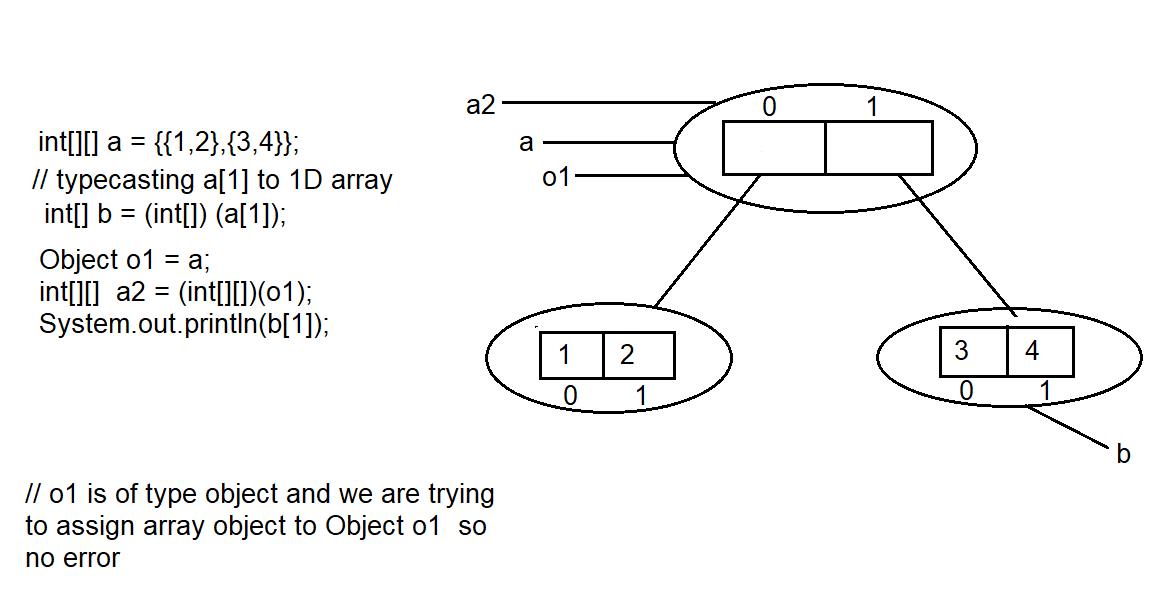 int[][] a = {{1,2},{3,4}};
// typecasting a[1] to 1D array
int[] b = (int[]) (a[1]);
Object o1 = a;
int[][]  a2 = (int[][])(o1);
System.out.println(b[1]);
// o1 is of type object and we are trying
to assign array object to Object o1  so
no error
a2
a
o1
0 1
1 2
0 1
3 4
0 1
b